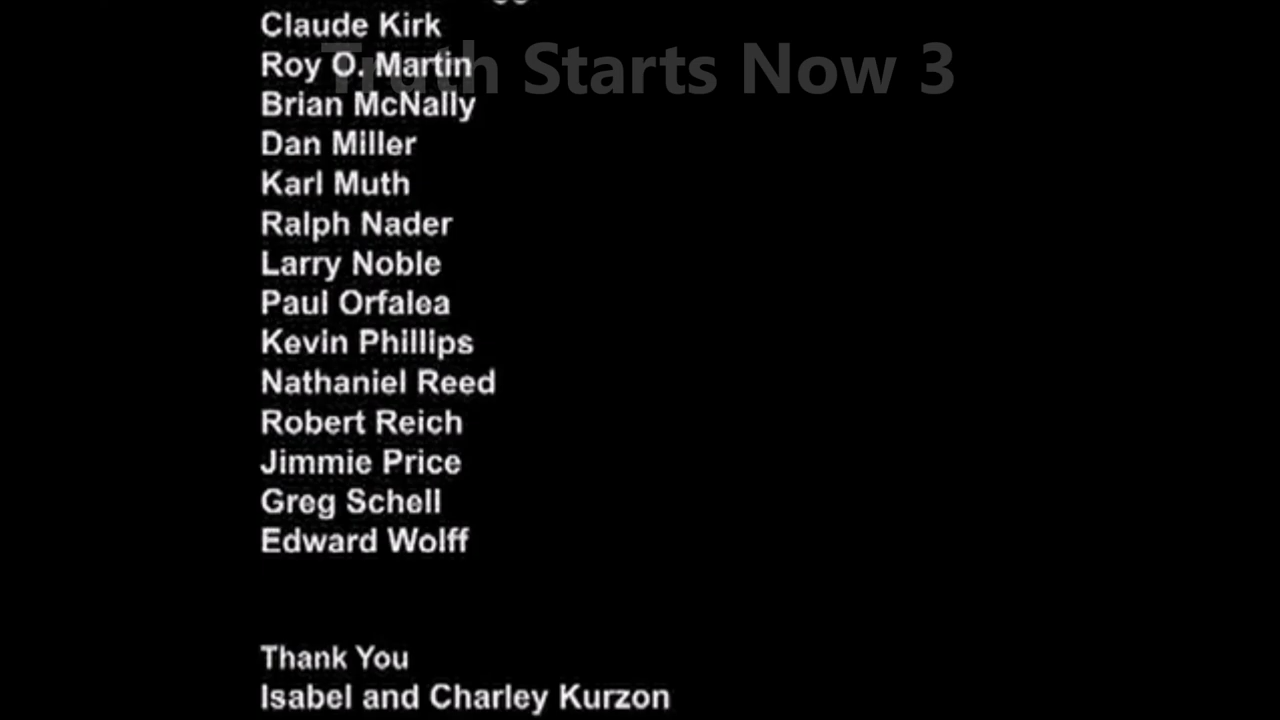 Truth Starts Now 3
Claude Kirk
Roy O. Martin
Brian McNally
Dan Miller
Karl Muth
Ralph Nader
Larry Noble
Paul Orfalea
Kevin Phillips
Nathaniel Reed
Robert Reich
Jimmie Price
Greg Schell
Edward Wolff
Thank You
Isabel and Charley Kurzon